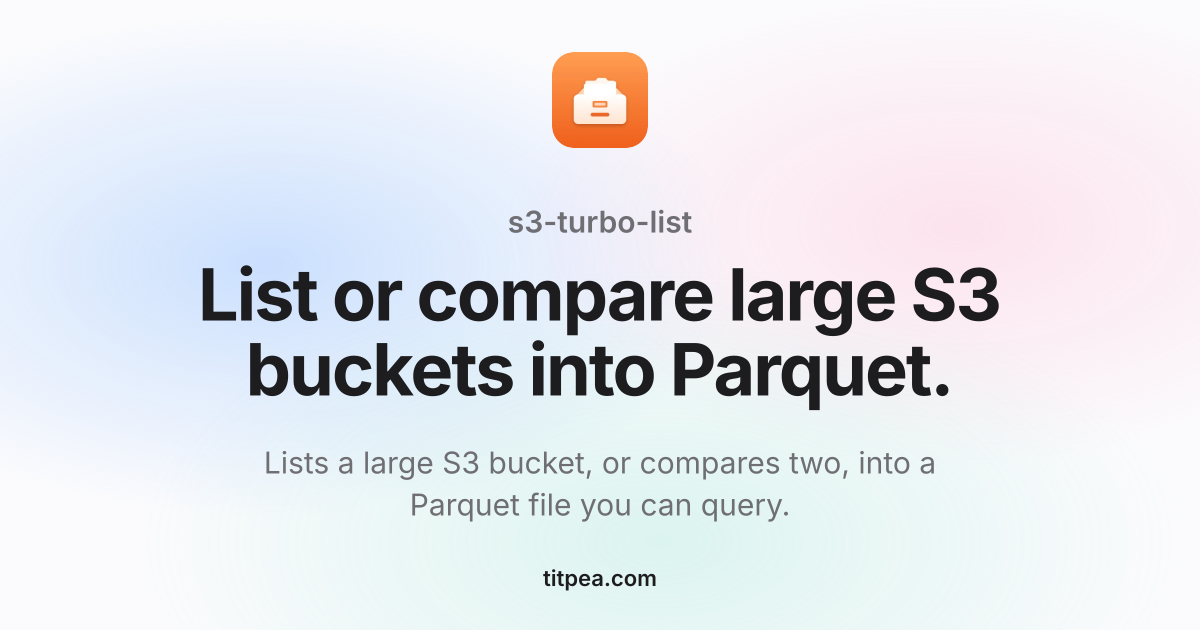 s3-turbo-list
List or compare large S3
buckets into Parquet.
Lists a large S3 bucket, or compares two, into a
Parquet file you can query.
titpea.com